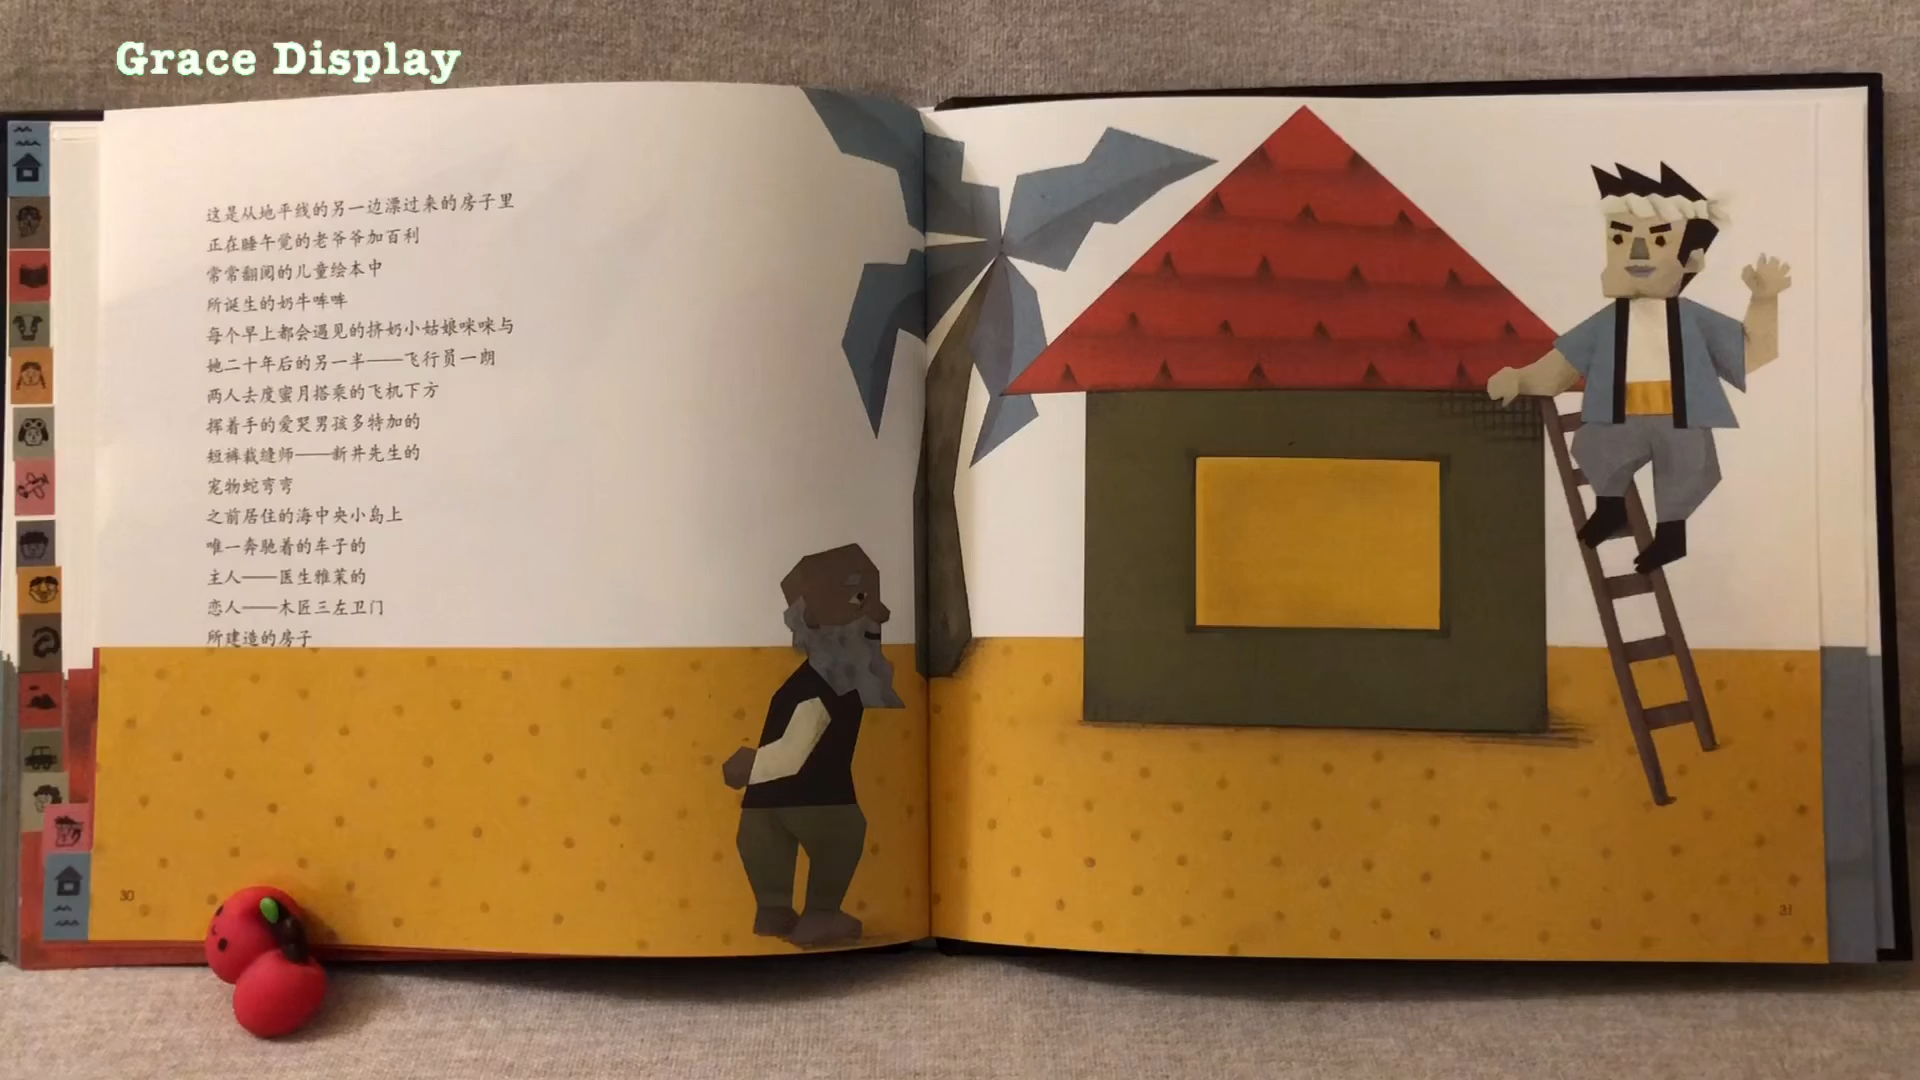 Grace Display
这是从地平线的另一边漂过来的房子里
正在睡午觉的老爷爷加百利
常常翻阅的儿童绘本中
所诞生的奶牛哞哞
每个早上都会遇见的挤奶小姑娘咪咪与
她二十年后的另一半——飞行员一朗
两人去度蜜月搭乘的飞机下方
挥着手的爱哭男孩多特加的
短裤裁缝师——新井先生的
宠物蛇弯弯
之前居住的海中央小岛上
唯一奔驰着的车子的
主人——医生雅茉的
恋人——木匠三左卫门
所建造的房子
30
31